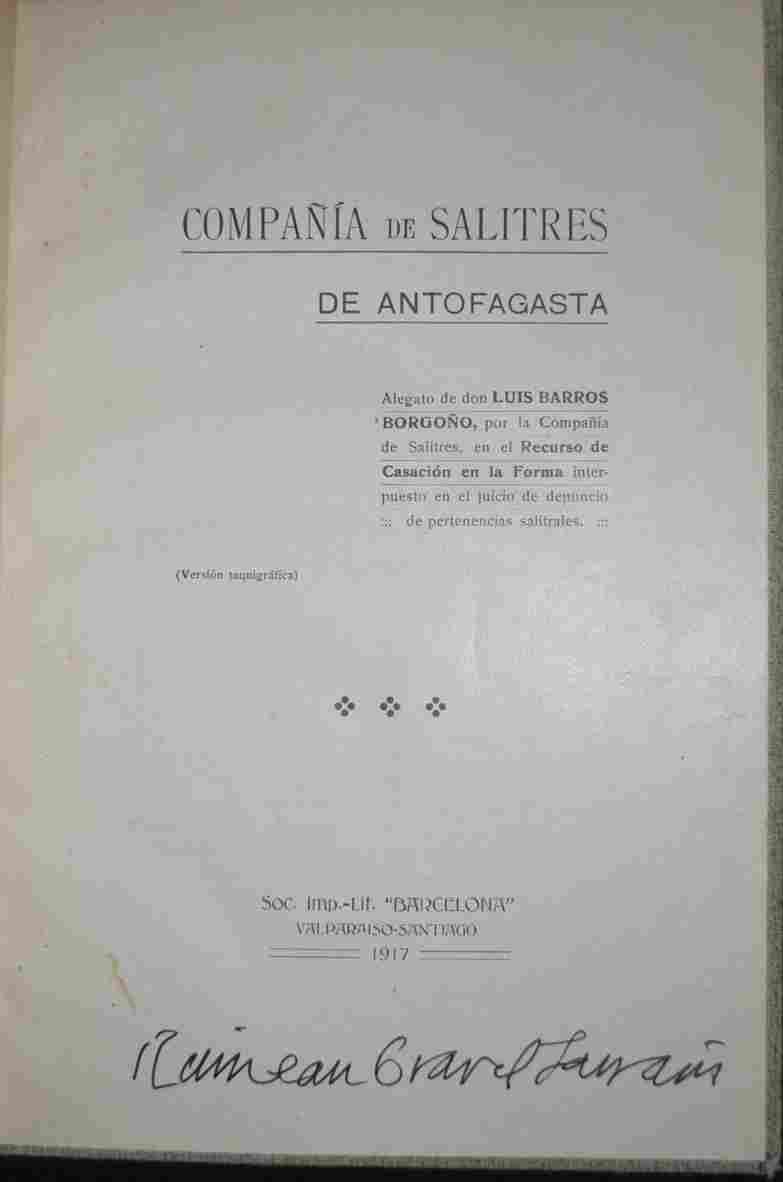 COMPAÑÍA DE SALITRES
DE ANTOFAGASTA
Alegato de don LUIS BARROS
BORGOÑO, por la Compañía
de Salitres, en el Recurso de
Casación en la Forma inter-
puesto en el juicio de denuncio
::: de pertenencias salitrales. :::
(Versión taquigráfica)
Soc. Imp.-Lit. "BARCELONA"
VALPARAISO-SANTIAGO
1917